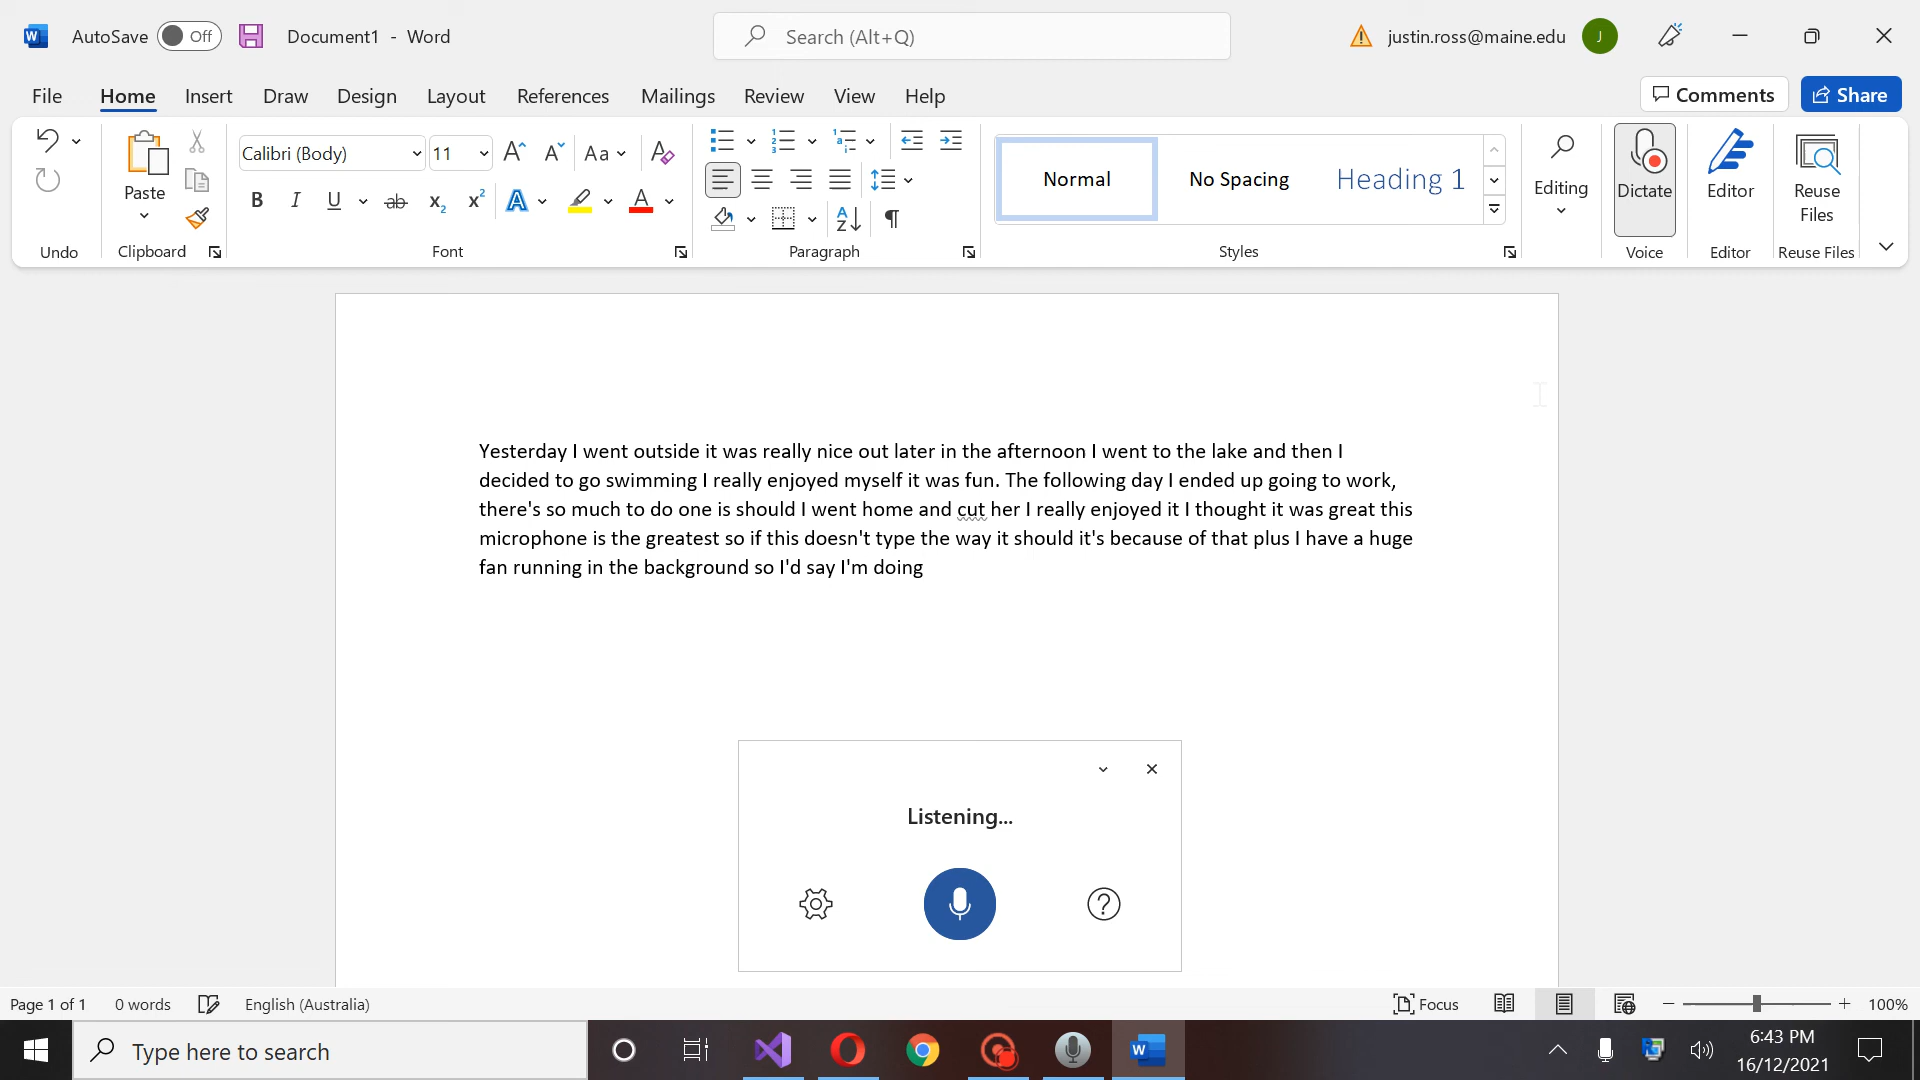 AutoSave Off Document1 - Word Search (Alt+Q) justin.ross@maine.edu J
File Home Insert Draw Design Layout References Mailings Review View Help Comments Share
Paste Calibri (Body) 11 Normal No Spacing Heading 1 Editing Dictate Editor Reuse Files
Undo Clipboard Font Paragraph Styles Voice Editor Reuse Files
Yesterday I went outside it was really nice out later in the afternoon I went to the lake and then I
decided to go swimming I really enjoyed myself it was fun. The following day I ended up going to work,
there's so much to do one is should I went home and cut her I really enjoyed it I thought it was great this
microphone is the greatest so if this doesn't type the way it should it's because of that plus I have a huge
fan running in the background so I'd say I'm doing
Listening...
Page 1 of 1 0 words English (Australia) Focus 100%
Type here to search 6:43 PM
16/12/2021